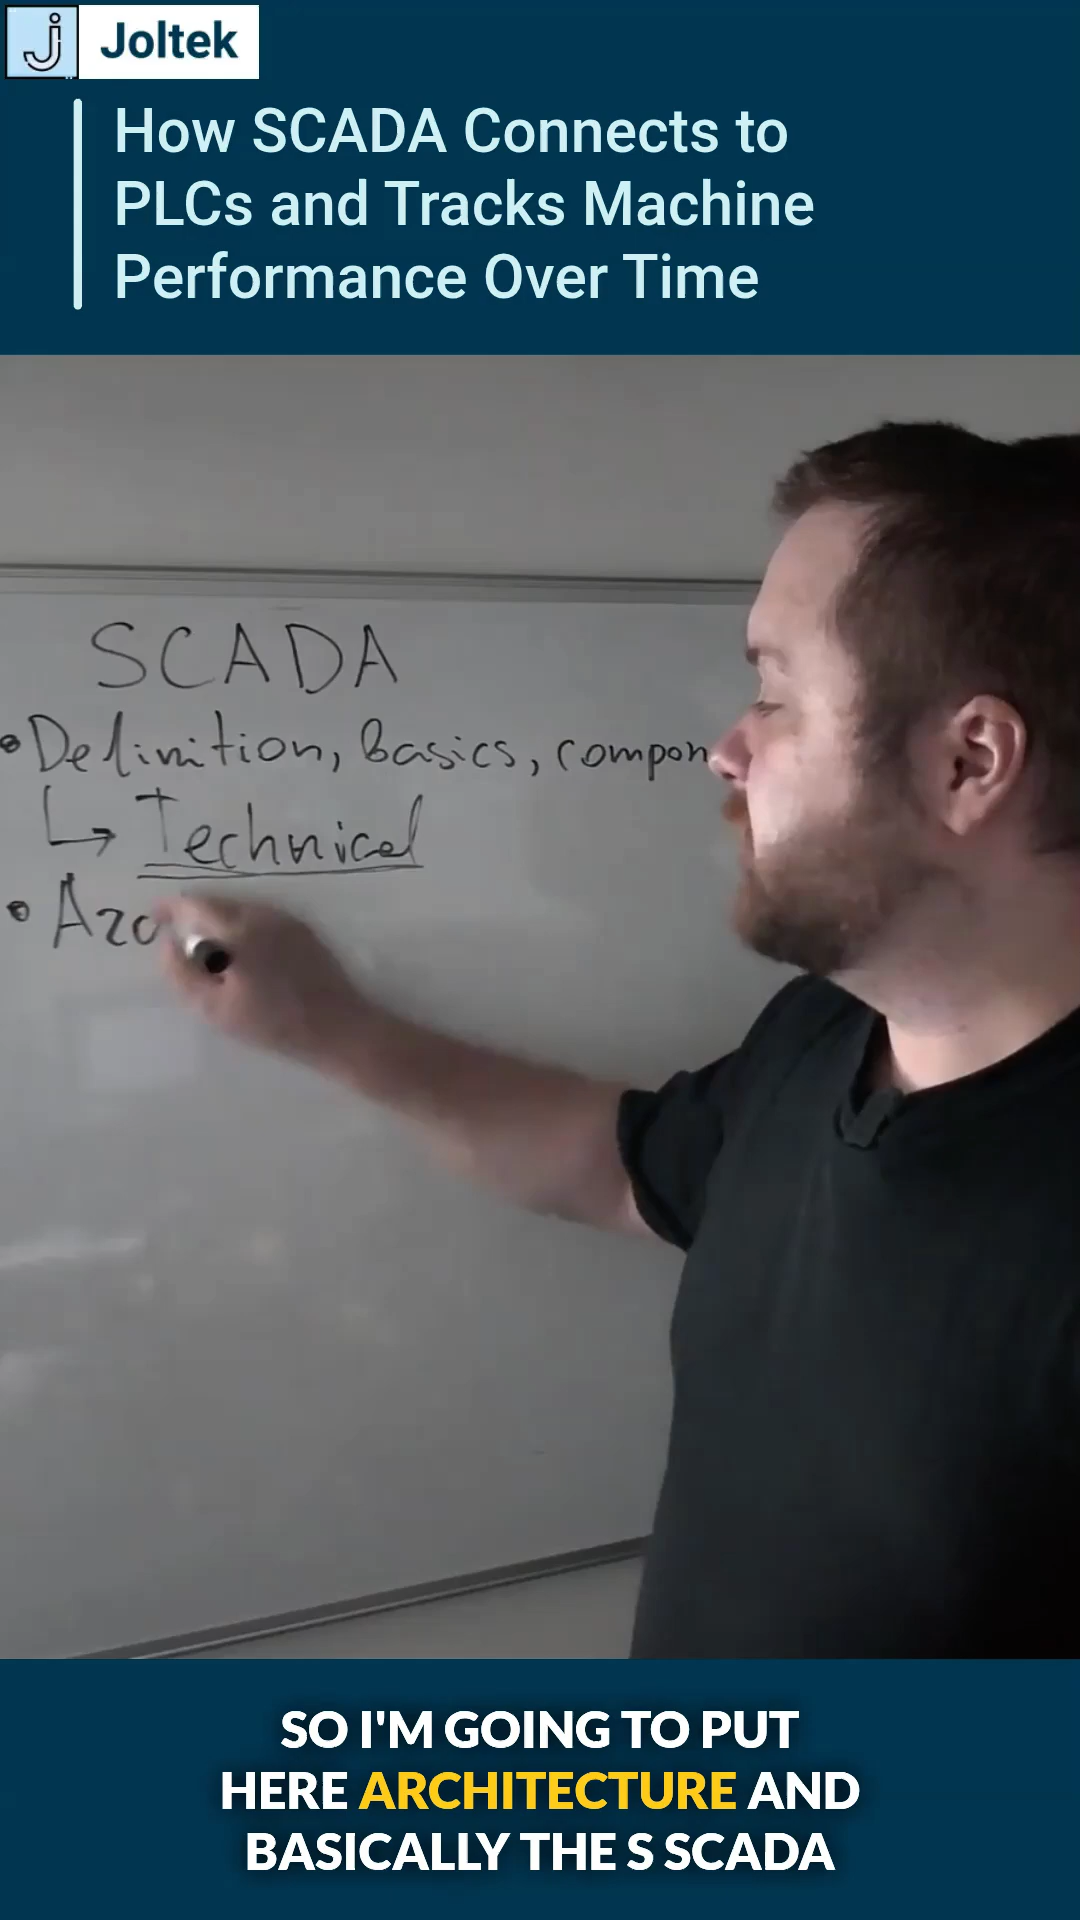 Joltek
How SCADA Connects to
PLCs and Tracks Machine
Performance Over Time
SCADA
• Definition, basics, compon
↳ Technical
• Arc
SO I'M GOING TO PUT
HERE ARCHITECTURE AND
BASICALLY THE S SCADA